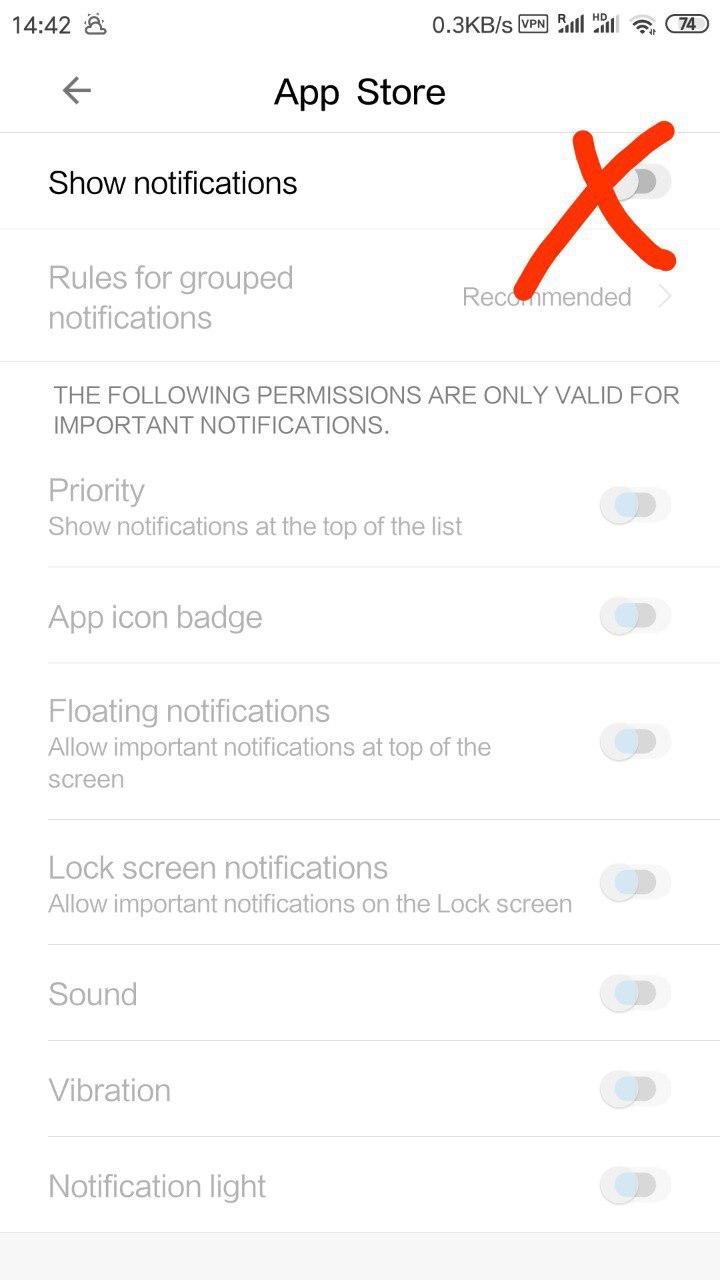 14:42 0.3KB/s VPN R HD 74
App Store
Show notifications
Rules for grouped
notifications
Recommended
THE FOLLOWING PERMISSIONS ARE ONLY VALID FOR
IMPORTANT NOTIFICATIONS.
Priority
Show notifications at the top of the list
App icon badge
Floating notifications
Allow important notifications at top of the
screen
Lock screen notifications
Allow important notifications on the Lock screen
Sound
Vibration
Notification light